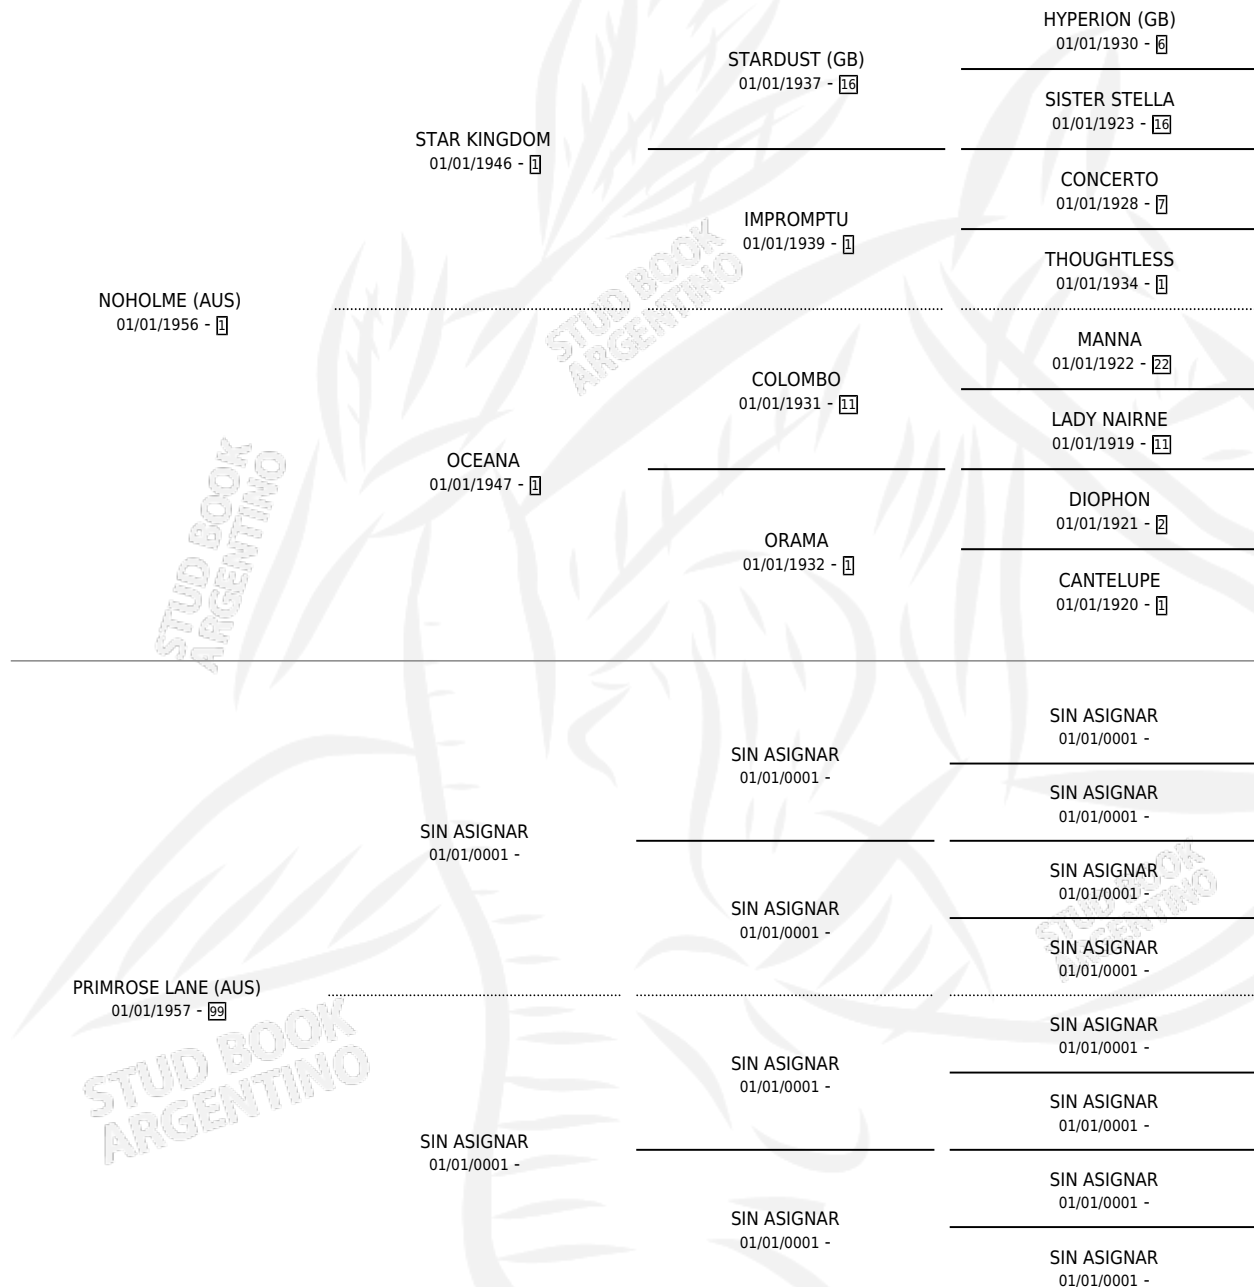 HYPERION (GB)
01/01/1930 - 6
STARDUST (GB)
01/01/1937 - 16
SISTER STELLA
01/01/1923 - 16
STAR KINGDOM
01/01/1946 - 1
CONCERTO
01/01/1928 - 7
IMPROMPTU
01/01/1939 - 1
THOUGHTLESS
01/01/1934 - 1
NOHOLME (AUS)
01/01/1956 - 1
MANNA
01/01/1922 - 22
COLOMBO
01/01/1931 - 11
LADY NAIRNE
01/01/1919 - 11
OCEANA
01/01/1947 - 1
DIOPHON
01/01/1921 - 2
ORAMA
01/01/1932 - 1
CANTELUPE
01/01/1920 - 1
SIN ASIGNAR
01/01/0001 -
SIN ASIGNAR
01/01/0001 -
SIN ASIGNAR
01/01/0001 -
SIN ASIGNAR
01/01/0001 -
SIN ASIGNAR
01/01/0001 -
SIN ASIGNAR
01/01/0001 -
SIN ASIGNAR
01/01/0001 -
PRIMROSE LANE (AUS)
01/01/1957 - 99
SIN ASIGNAR
01/01/0001 -
SIN ASIGNAR
01/01/0001 -
SIN ASIGNAR
01/01/0001 -
SIN ASIGNAR
01/01/0001 -
SIN ASIGNAR
01/01/0001 -
SIN ASIGNAR
01/01/0001 -
SIN ASIGNAR
01/01/0001 -
STUD BOOK
ARGENTINO
STUD BOOK
ARGENTINO
STUD BOOK
ARGENTINO
STUD BOOK
ARGENTINO